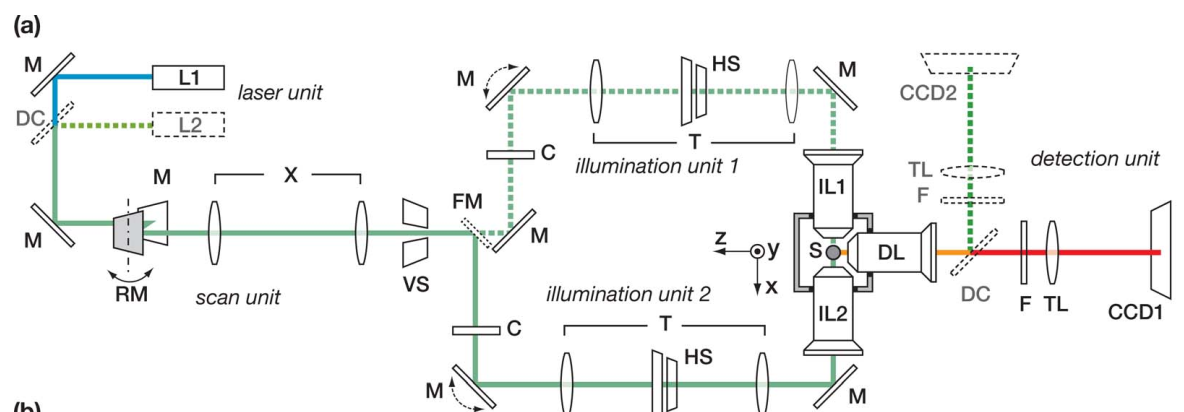 (a)
M
L1
laser unit
DC
L2
M
M
RM
X
scan unit
VS
FM
M
C
M
HS
T
illumination unit 1
M
IL1
z
y
x
S
DL
IL2
illumination unit 2
C
T
HS
M
M
CCD2
TL
F
detection unit
DC
F
TL
CCD1
(b)